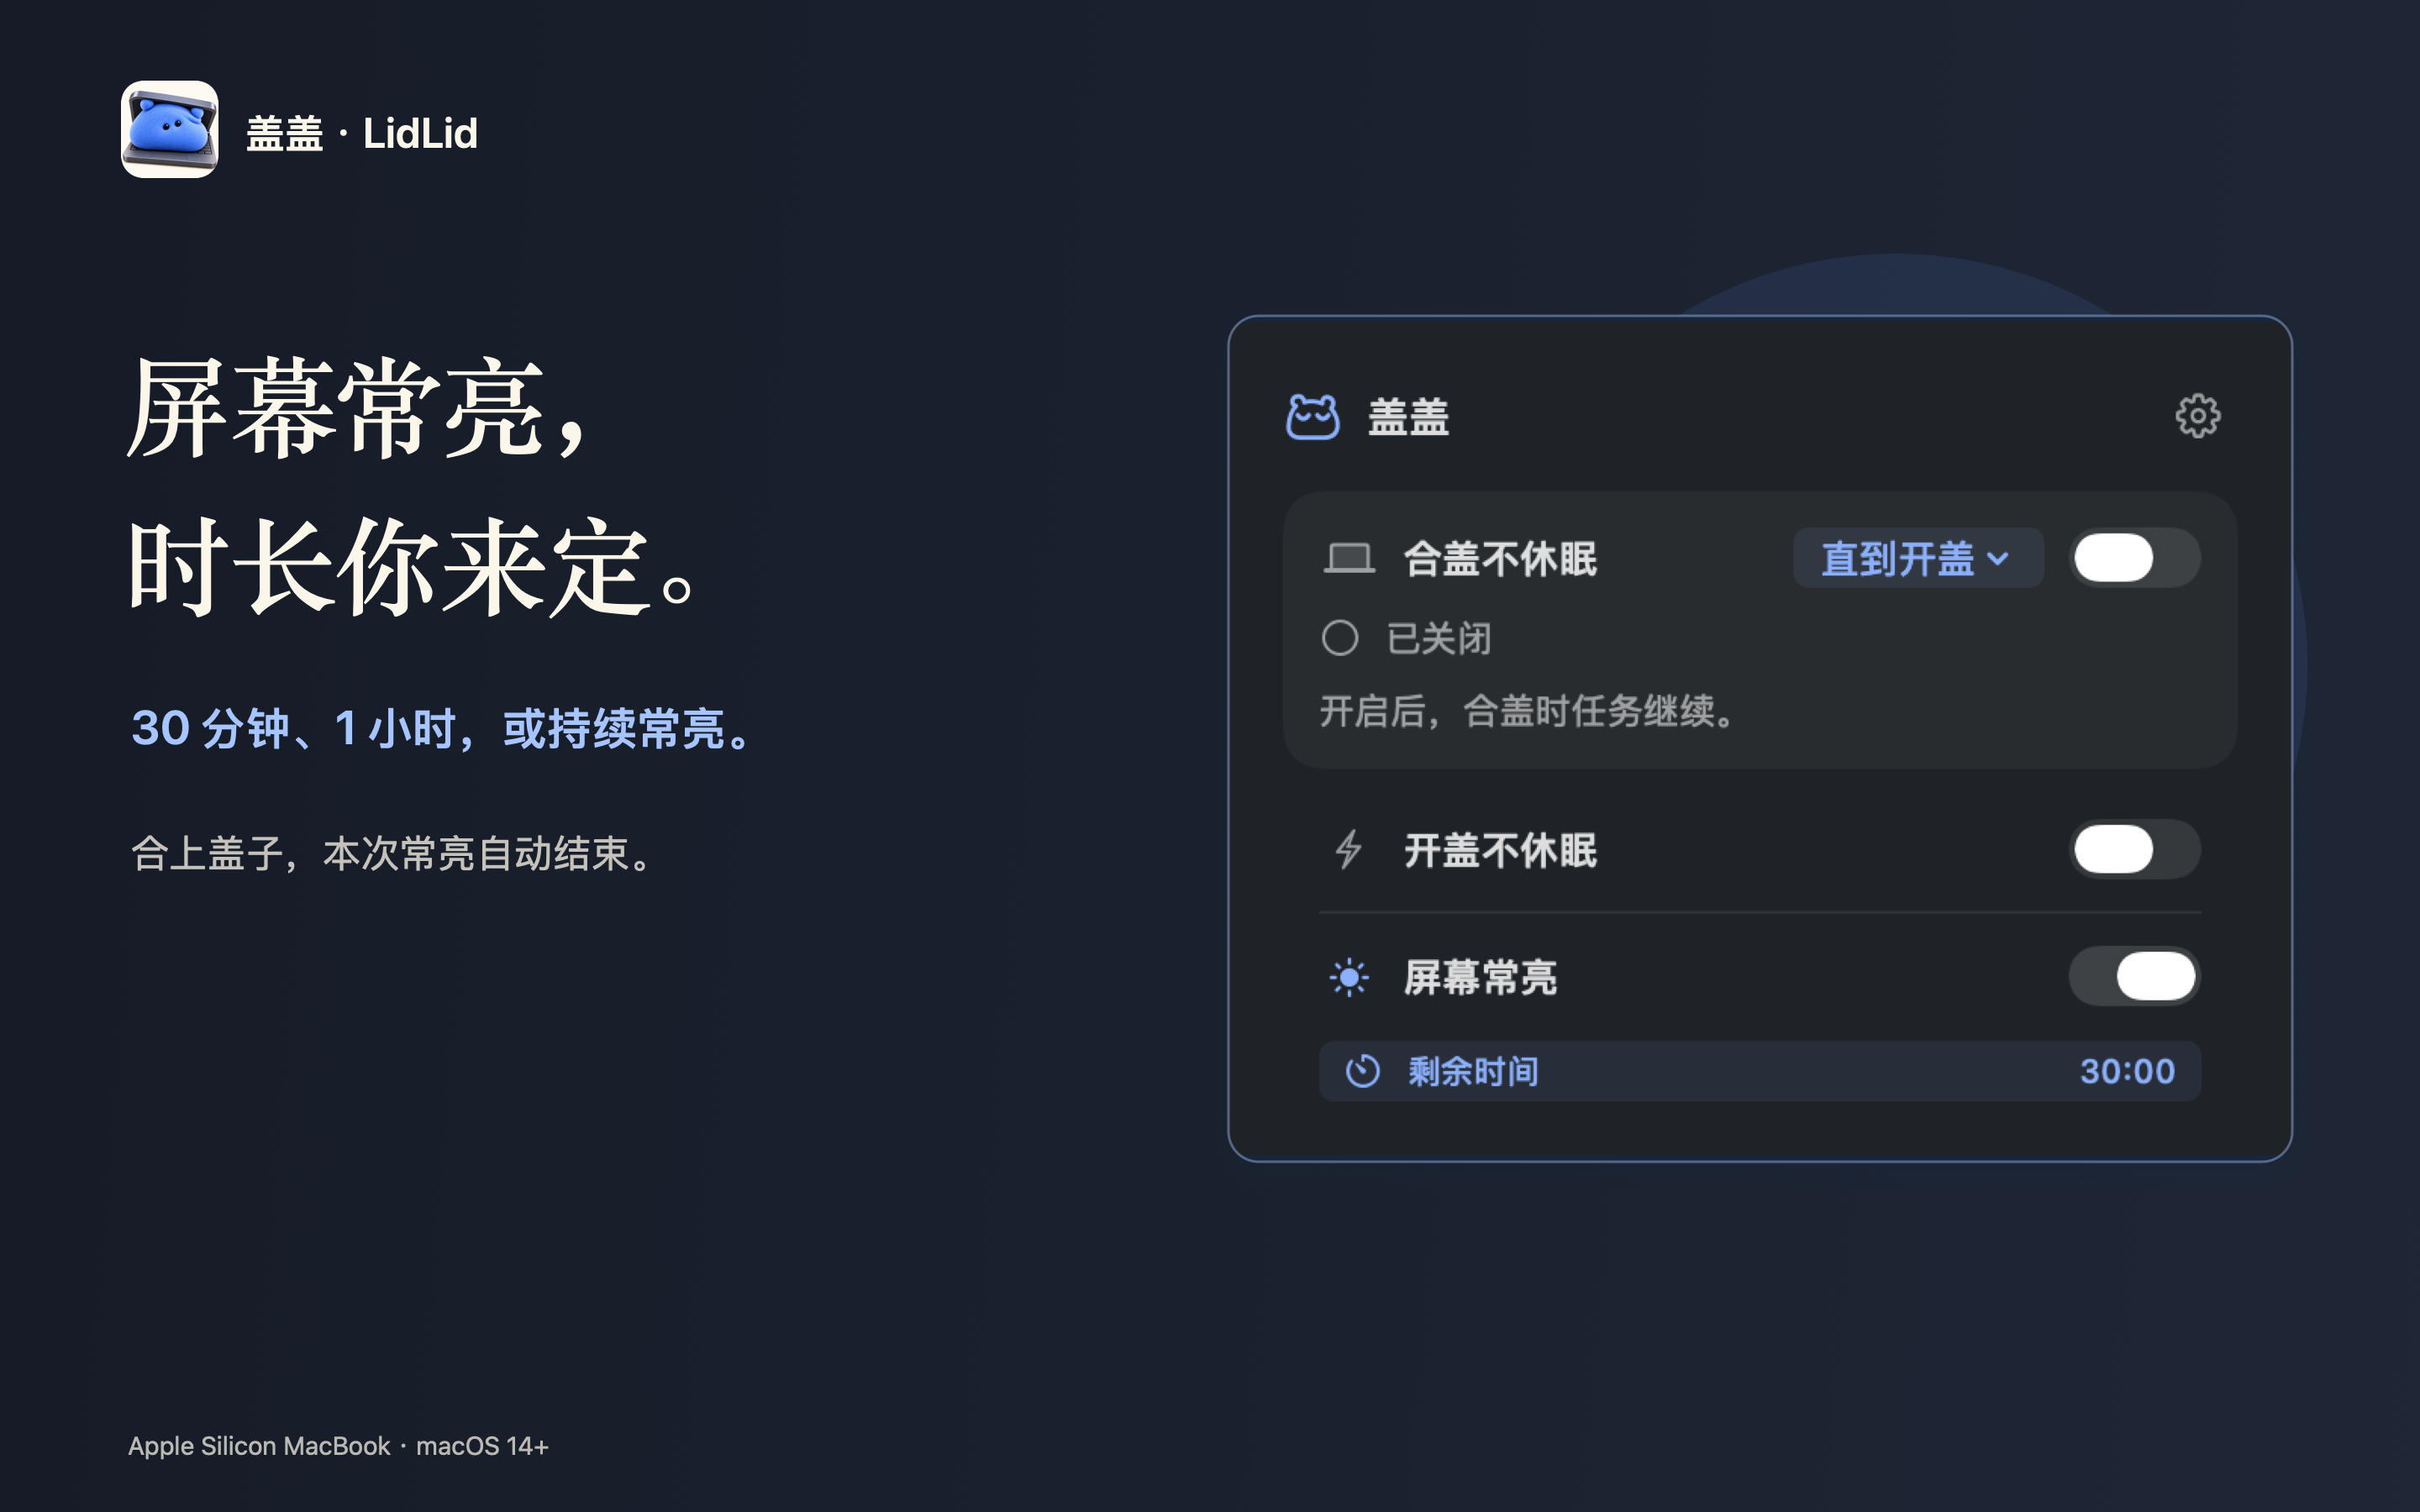 盖盖 · LidLid
屏幕常亮，
时长你来定。
30 分钟、1 小时，或持续常亮。
合上盖子，本次常亮自动结束。
盖盖
合盖不休眠
直到开盖
已关闭
开启后，合盖时任务继续。
开盖不休眠
屏幕常亮
剩余时间
30:00
Apple Silicon MacBook · macOS 14+